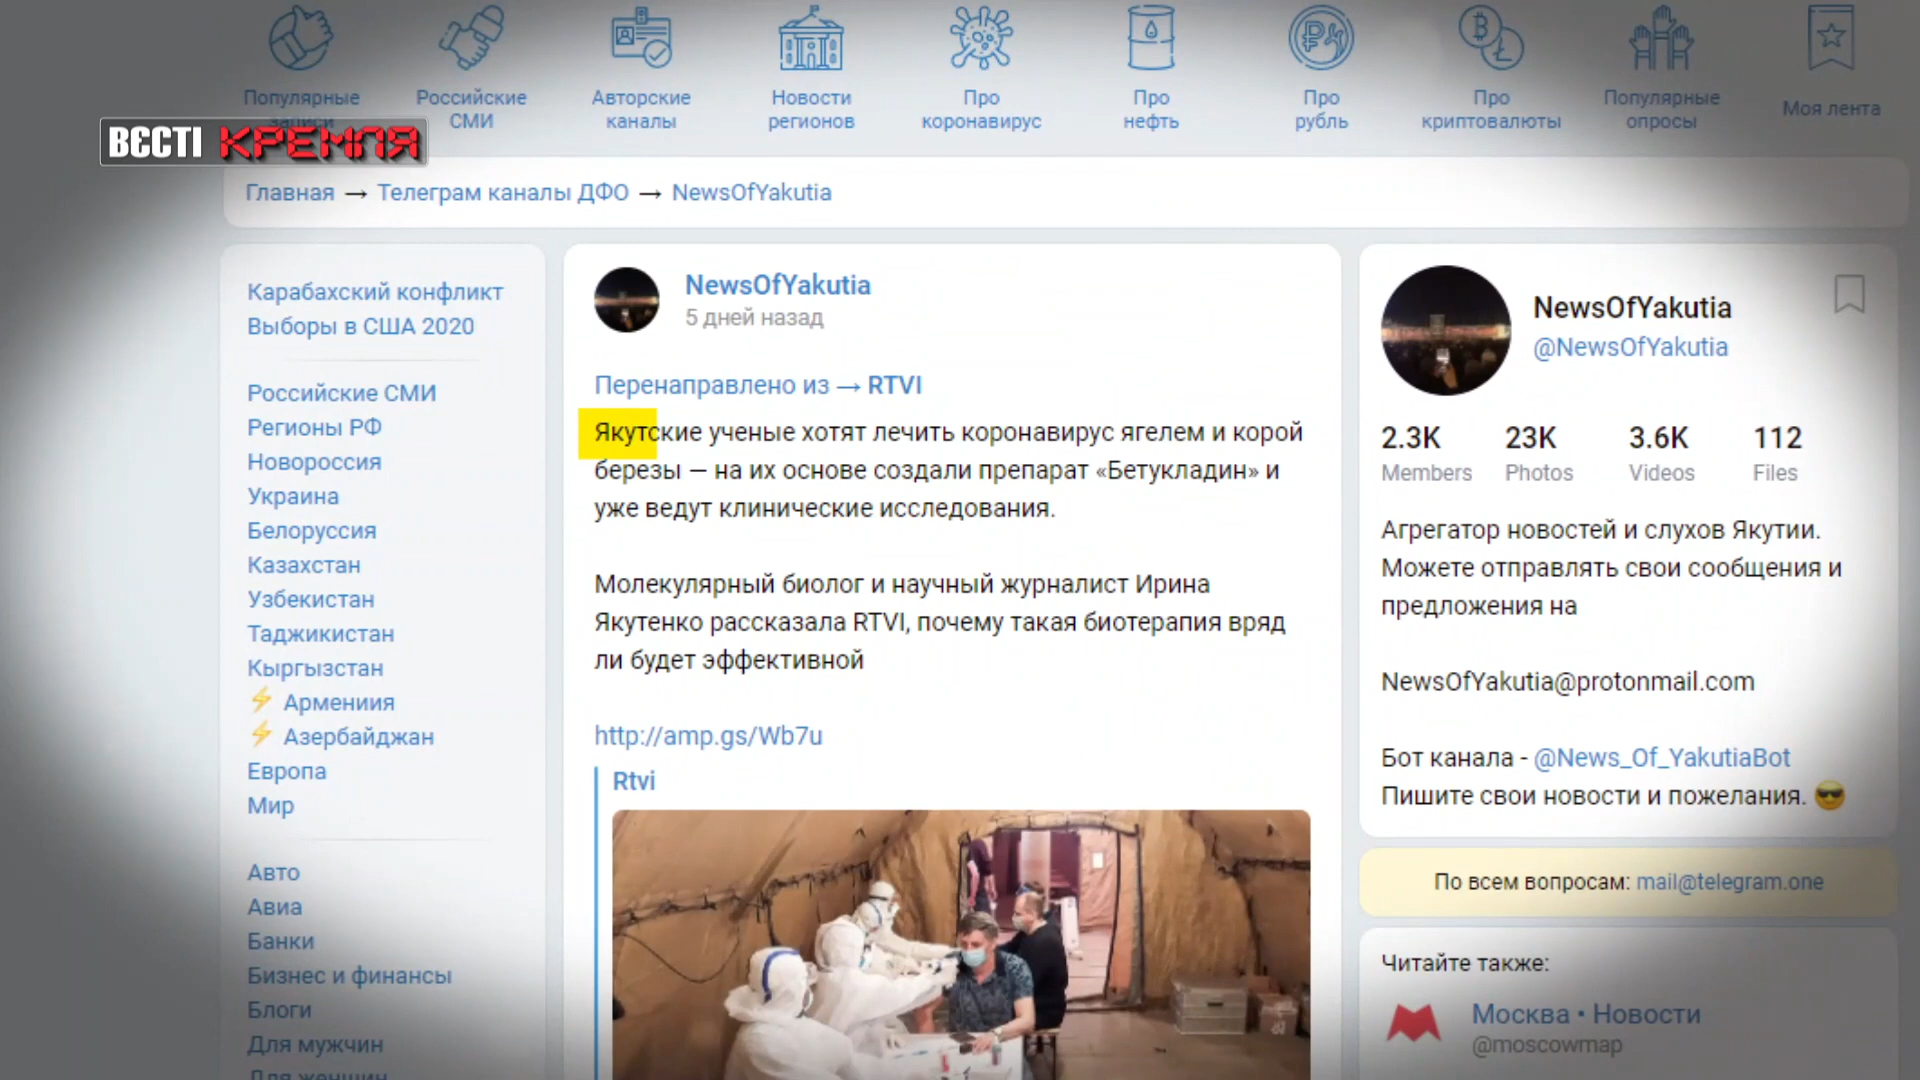 Популярные записи
Российские СМИ
Авторские каналы
Новости регионов
Про коронавирус
Про нефть
Про рубль
Про криптовалюты
Популярные опросы
Моя лента
ВЄСТІ КРЕМЛЯ
Главная → Телеграм каналы ДФО → NewsOfYakutia
Карабахский конфликт
Выборы в США 2020
Российские СМИ
Регионы РФ
Новороссия
Украина
Белоруссия
Казахстан
Узбекистан
Таджикистан
Кыргызстан
⚡ Армениия
⚡ Азербайджан
Европа
Мир
Авто
Авиа
Банки
Бизнес и финансы
Блоги
Для мужчин
Для женщин
NewsOfYakutia
5 дней назад
Перенаправлено из → RTVI
Якутские ученые хотят лечить коронавирус ягелем и корой
березы — на их основе создали препарат «Бетукладин» и
уже ведут клинические исследования.
Молекулярный биолог и научный журналист Ирина
Якутенко рассказала RTVI, почему такая биотерапия вряд
ли будет эффективной
http://amp.gs/Wb7u
Rtvi
NewsOfYakutia
@NewsOfYakutia
2.3K 23K 3.6K 112
Members Photos Videos Files
Агрегатор новостей и слухов Якутии.
Можете отправлять свои сообщения и
предложения на
NewsOfYakutia@protonmail.com
Бот канала - @News_Of_YakutiaBot
Пишите свои новости и пожелания. 😎
По всем вопросам: mail@telegram.one
Читайте также:
Москва • Новости
@moscowmap